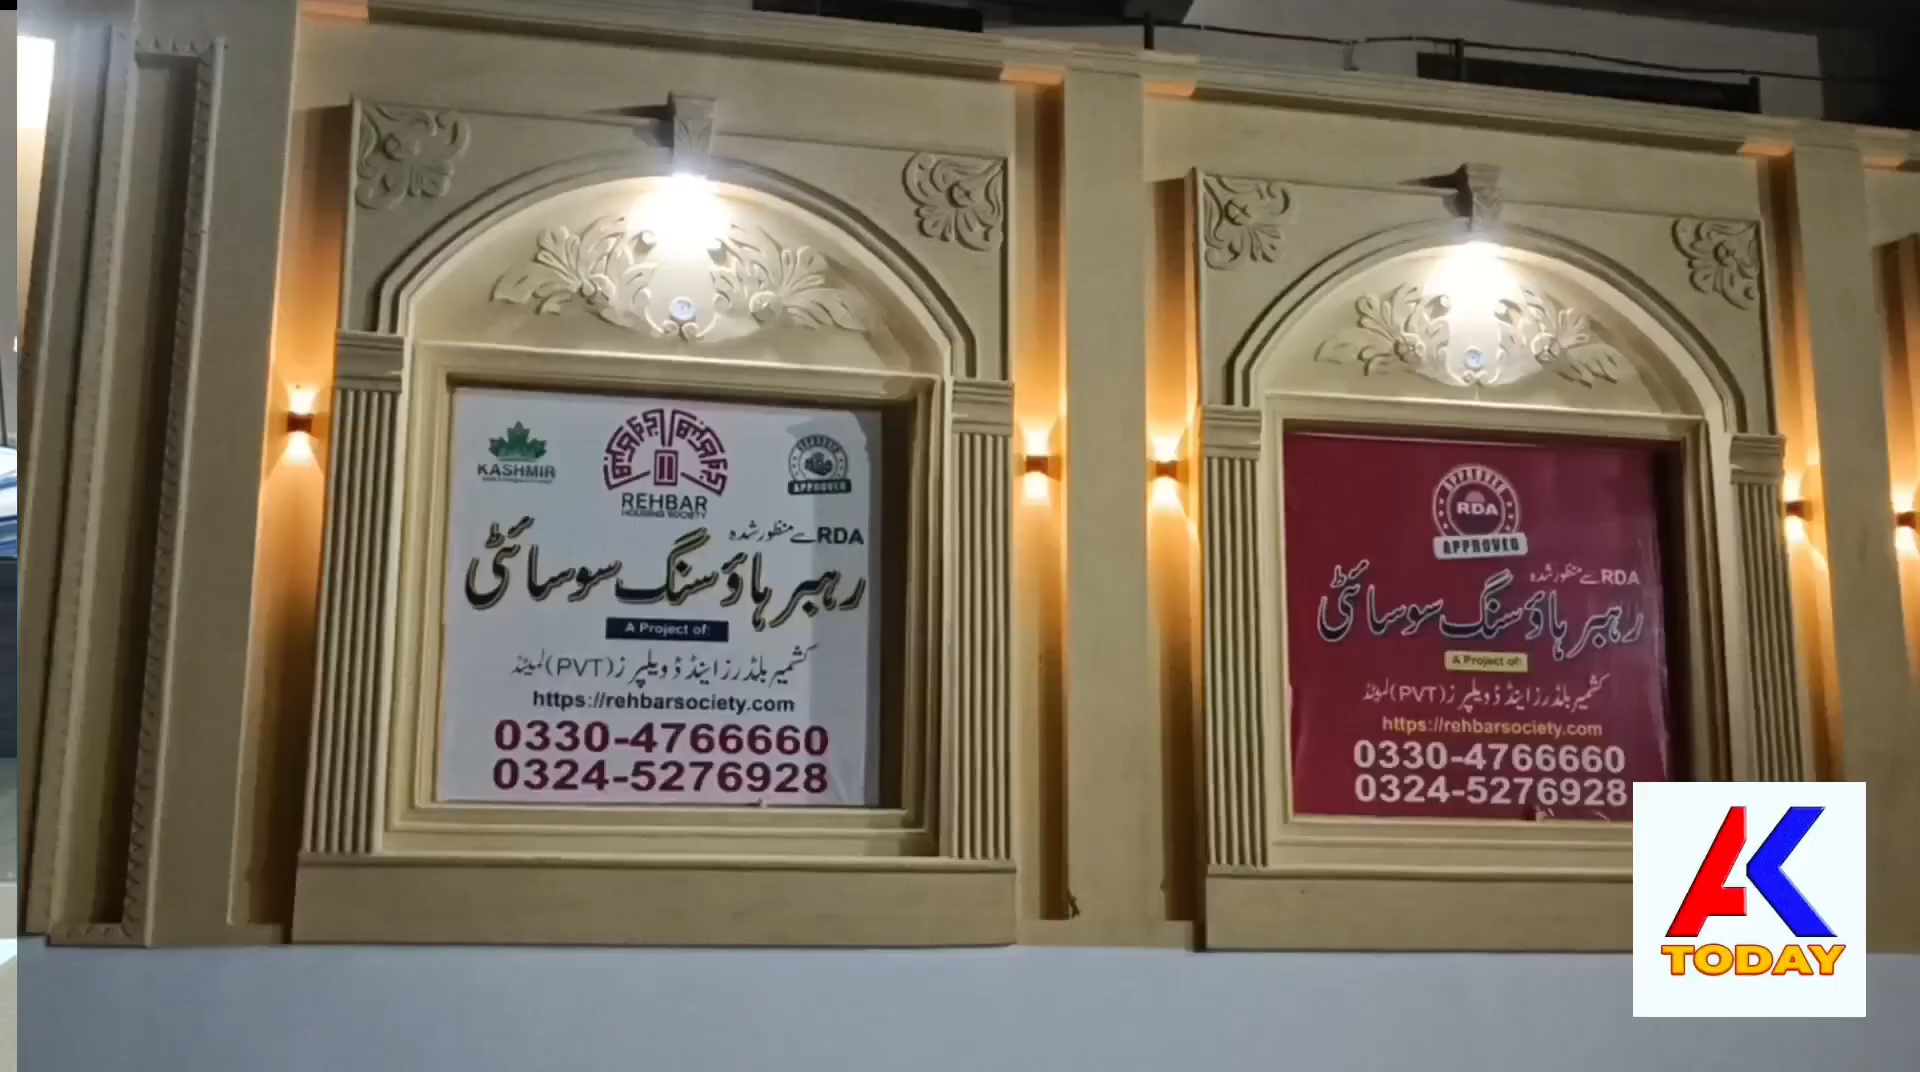 KASHMIR
REHBAR
HOUSING SOCIETY
APPROVED
APPROVED
RDA سے منظور شدہ
رہبر ہاؤسنگ سوسائٹی
A Project of:
کشمیر بلڈرز اینڈ ڈویلپرز (PVT) لمیٹڈ
https://rehbarsociety.com
0330-4766660
0324-5276928
APPROVED
RDA
APPROVED
RDA سے منظور شدہ
رہبر ہاؤسنگ سوسائٹی
A Project of:
کشمیر بلڈرز اینڈ ڈویلپرز (PVT) لمیٹڈ
https://rehbarsociety.com
0330-4766660
0324-5276928
AK
TODAY